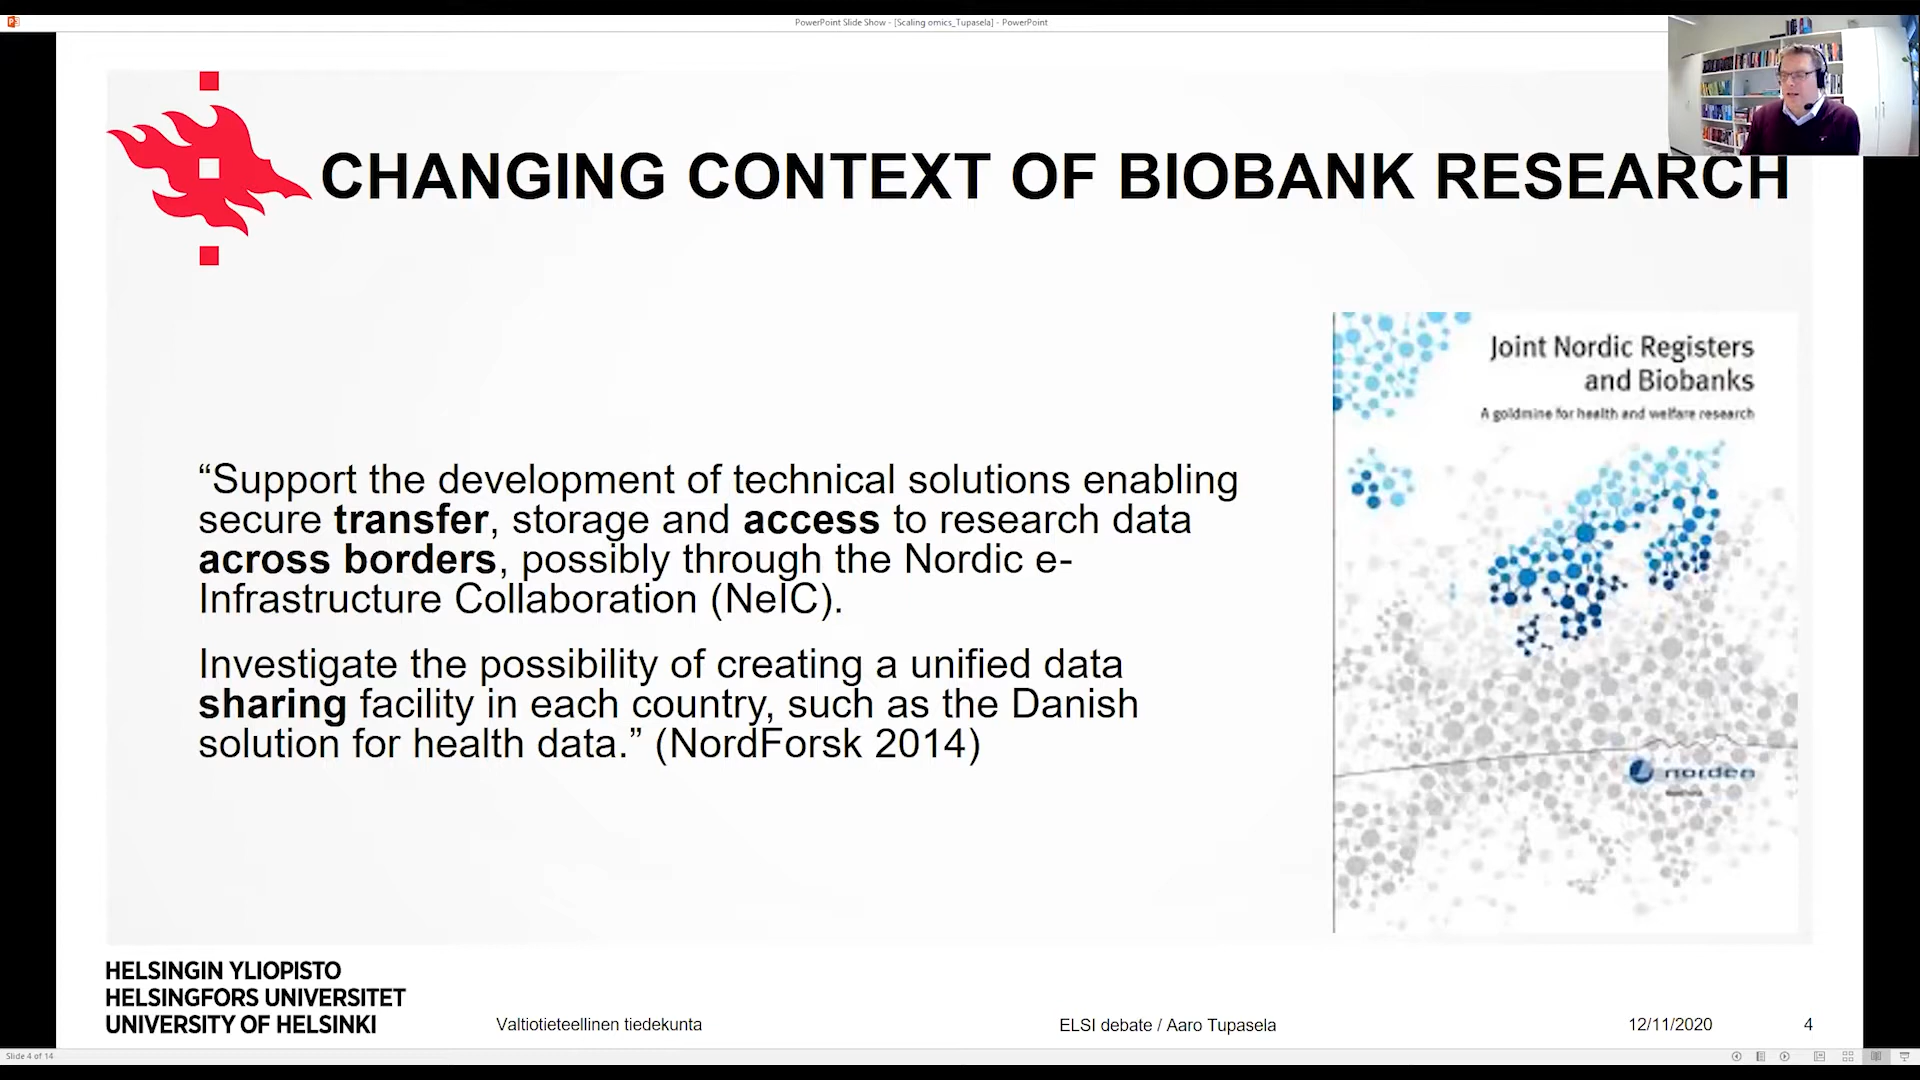 PowerPoint Slide Show - [Scaling omics_Tupasela] - PowerPoint
CHANGING CONTEXT OF BIOBANK RESEARCH
Joint Nordic Registers
and Biobanks
A goldmine for health and welfare research
“Support the development of technical solutions enabling
secure transfer, storage and access to research data
across borders, possibly through the Nordic e-
Infrastructure Collaboration (NeIC).
Investigate the possibility of creating a unified data
sharing facility in each country, such as the Danish
solution for health data.” (NordForsk 2014)
norden
HELSINGIN YLIOPISTO
HELSINGFORS UNIVERSITET
UNIVERSITY OF HELSINKI
Valtiotieteellinen tiedekunta
ELSI debate / Aaro Tupasela
12/11/2020
4
Slide 4 of 14